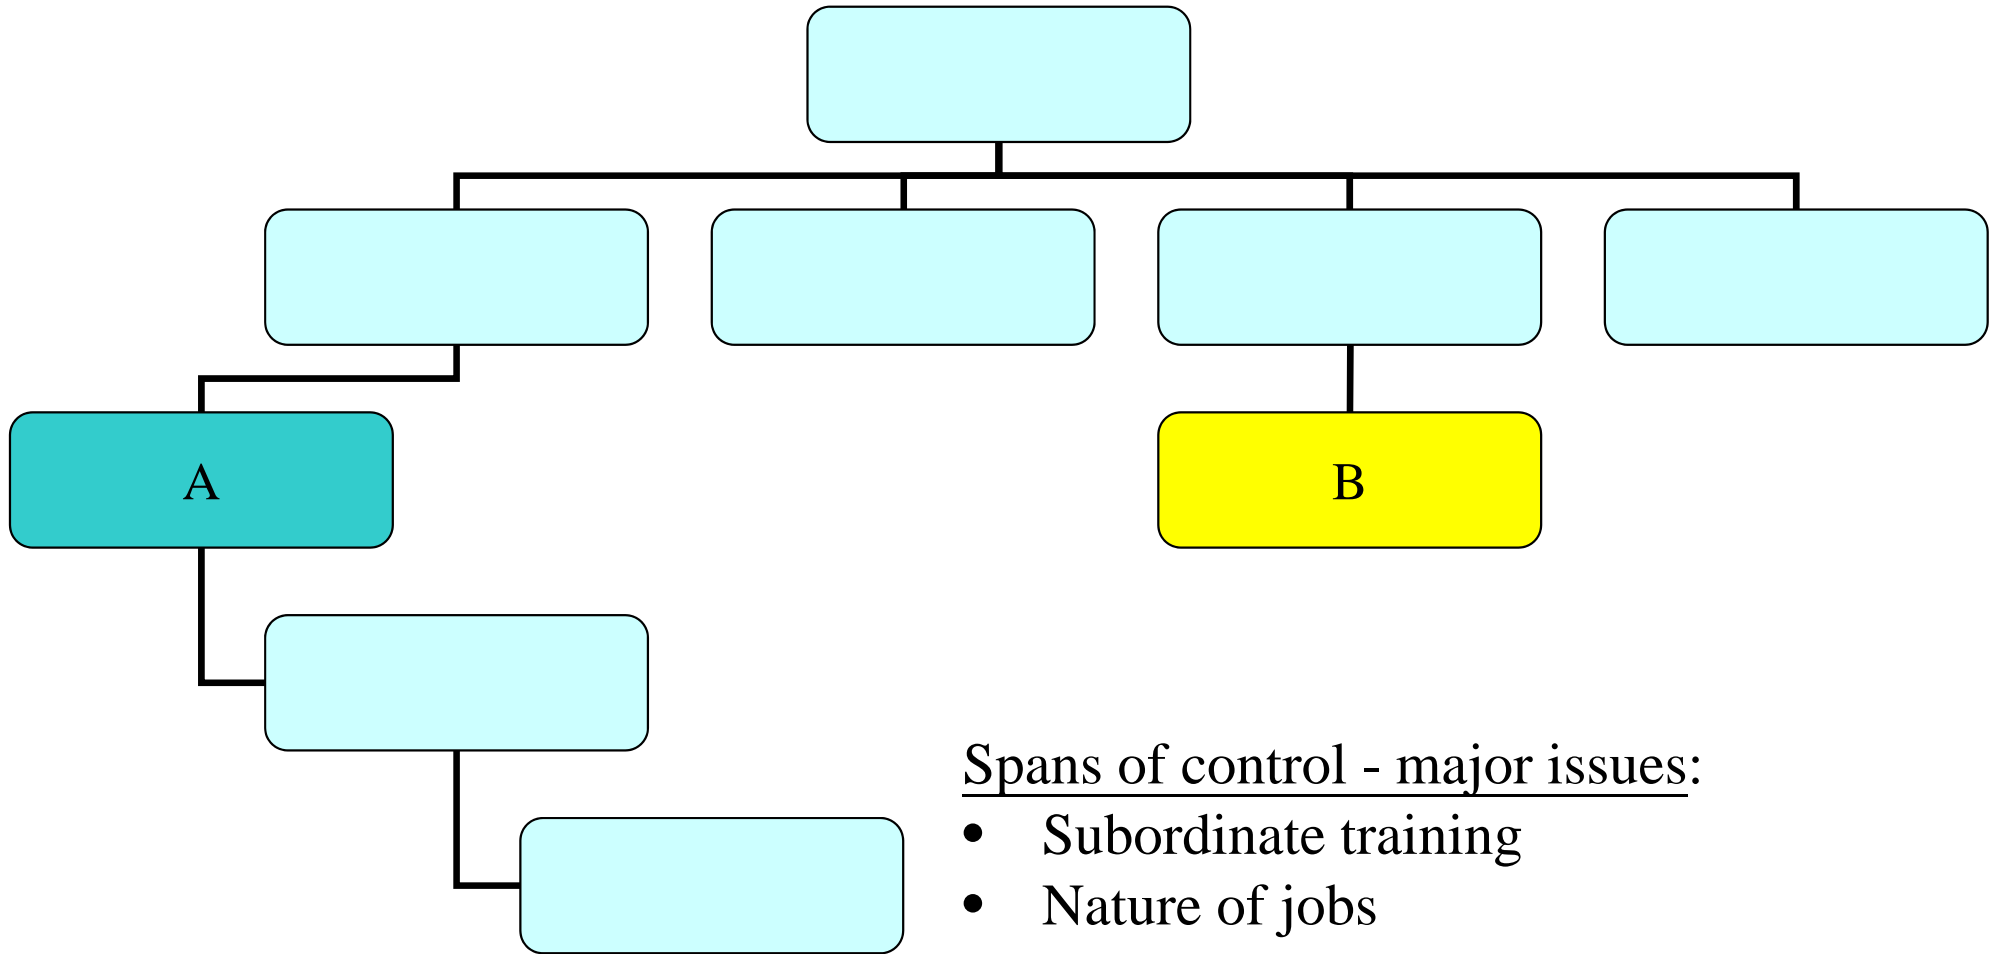 A
B
Spans of control - major issues:
• Subordinate training
• Nature of jobs